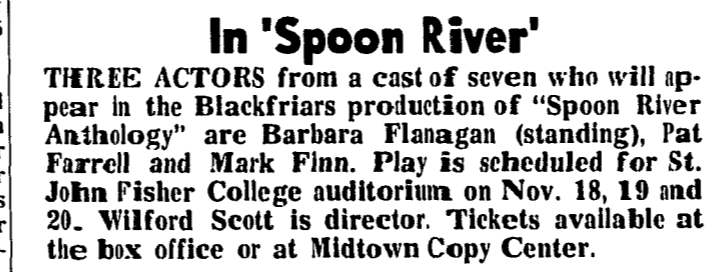 In 'Spoon River'
THREE ACTORS from a cast of seven who will ap-
pear in the Blackfriars production of "Spoon River
Anthology" are Barbara Flanagan (standing), Pat
Farrell and Mark Finn. Play is scheduled for St.
John Fisher College auditorium on Nov. 18, 19 and
20. Wilford Scott is director. Tickets available at
the box office or at Midtown Copy Center.